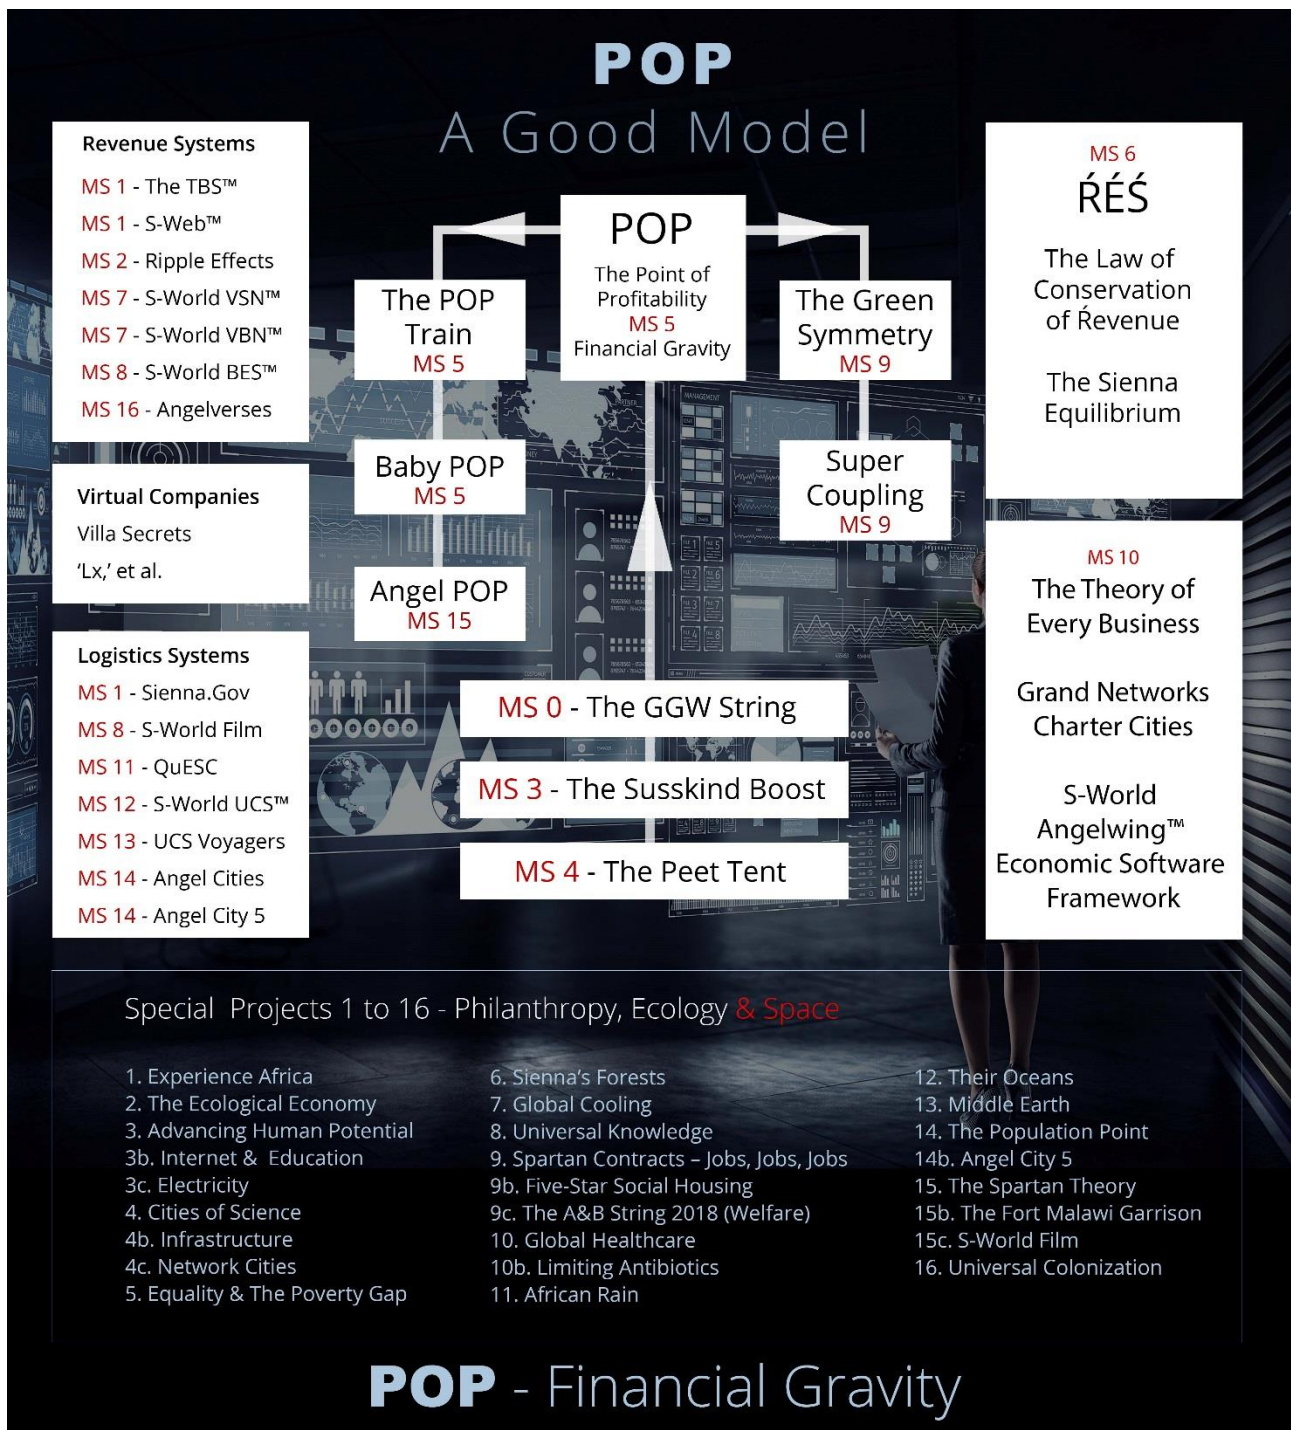 POP
A Good Model
Revenue Systems
MS 1 - The TBS™
MS 1 - S-Web™
MS 2 - Ripple Effects
MS 7 - S-World VSN™
MS 7 - S-World VBN™
MS 8 - S-World BES™
MS 16 - Angelverses
Virtual Companies
Villa Secrets
‘Lx,’ et al.
Logistics Systems
MS 1 - Sienna.Gov
MS 8 - S-World Film
MS 11 - QuESC
MS 12 - S-World UCS™
MS 13 - UCS Voyagers
MS 14 - Angel Cities
MS 14 - Angel City 5
POP
The Point of
Profitability
MS 5
Financial Gravity
The POP
Train
MS 5
Baby POP
MS 5
Angel POP
MS 15
The Green
Symmetry
MS 9
Super
Coupling
MS 9
MS 0 - The GGW String
MS 3 - The Susskind Boost
MS 4 - The Peet Tent
MS 6
ŔÉŚ
The Law of
Conservation
of Ŕevenue
The Sienna
Equilibrium
MS 10
The Theory of
Every Business
Grand Networks
Charter Cities
S-World
Angelwing™
Economic Software
Framework
MANAGEMENT
Special Projects 1 to 16 - Philanthropy, Ecology & Space
1. Experience Africa
2. The Ecological Economy
3. Advancing Human Potential
3b. Internet & Education
3c. Electricity
4. Cities of Science
4b. Infrastructure
4c. Network Cities
5. Equality & The Poverty Gap
6. Sienna’s Forests
7. Global Cooling
8. Universal Knowledge
9. Spartan Contracts – Jobs, Jobs, Jobs
9b. Five-Star Social Housing
9c. The A&B String 2018 (Welfare)
10. Global Healthcare
10b. Limiting Antibiotics
11. African Rain
12. Their Oceans
13. Middle Earth
14. The Population Point
14b. Angel City 5
15. The Spartan Theory
15b. The Fort Malawi Garrison
15c. S-World Film
16. Universal Colonization
POP - Financial Gravity